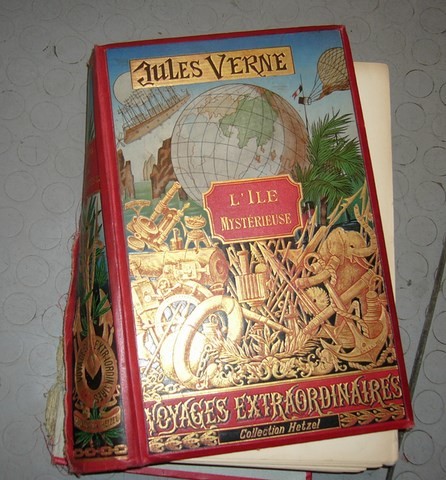 JULES VERNE
L'ILE
MYSTÉRIEUSE
VOYAGES EXTRAORDINAIRES
Collection Hetzel